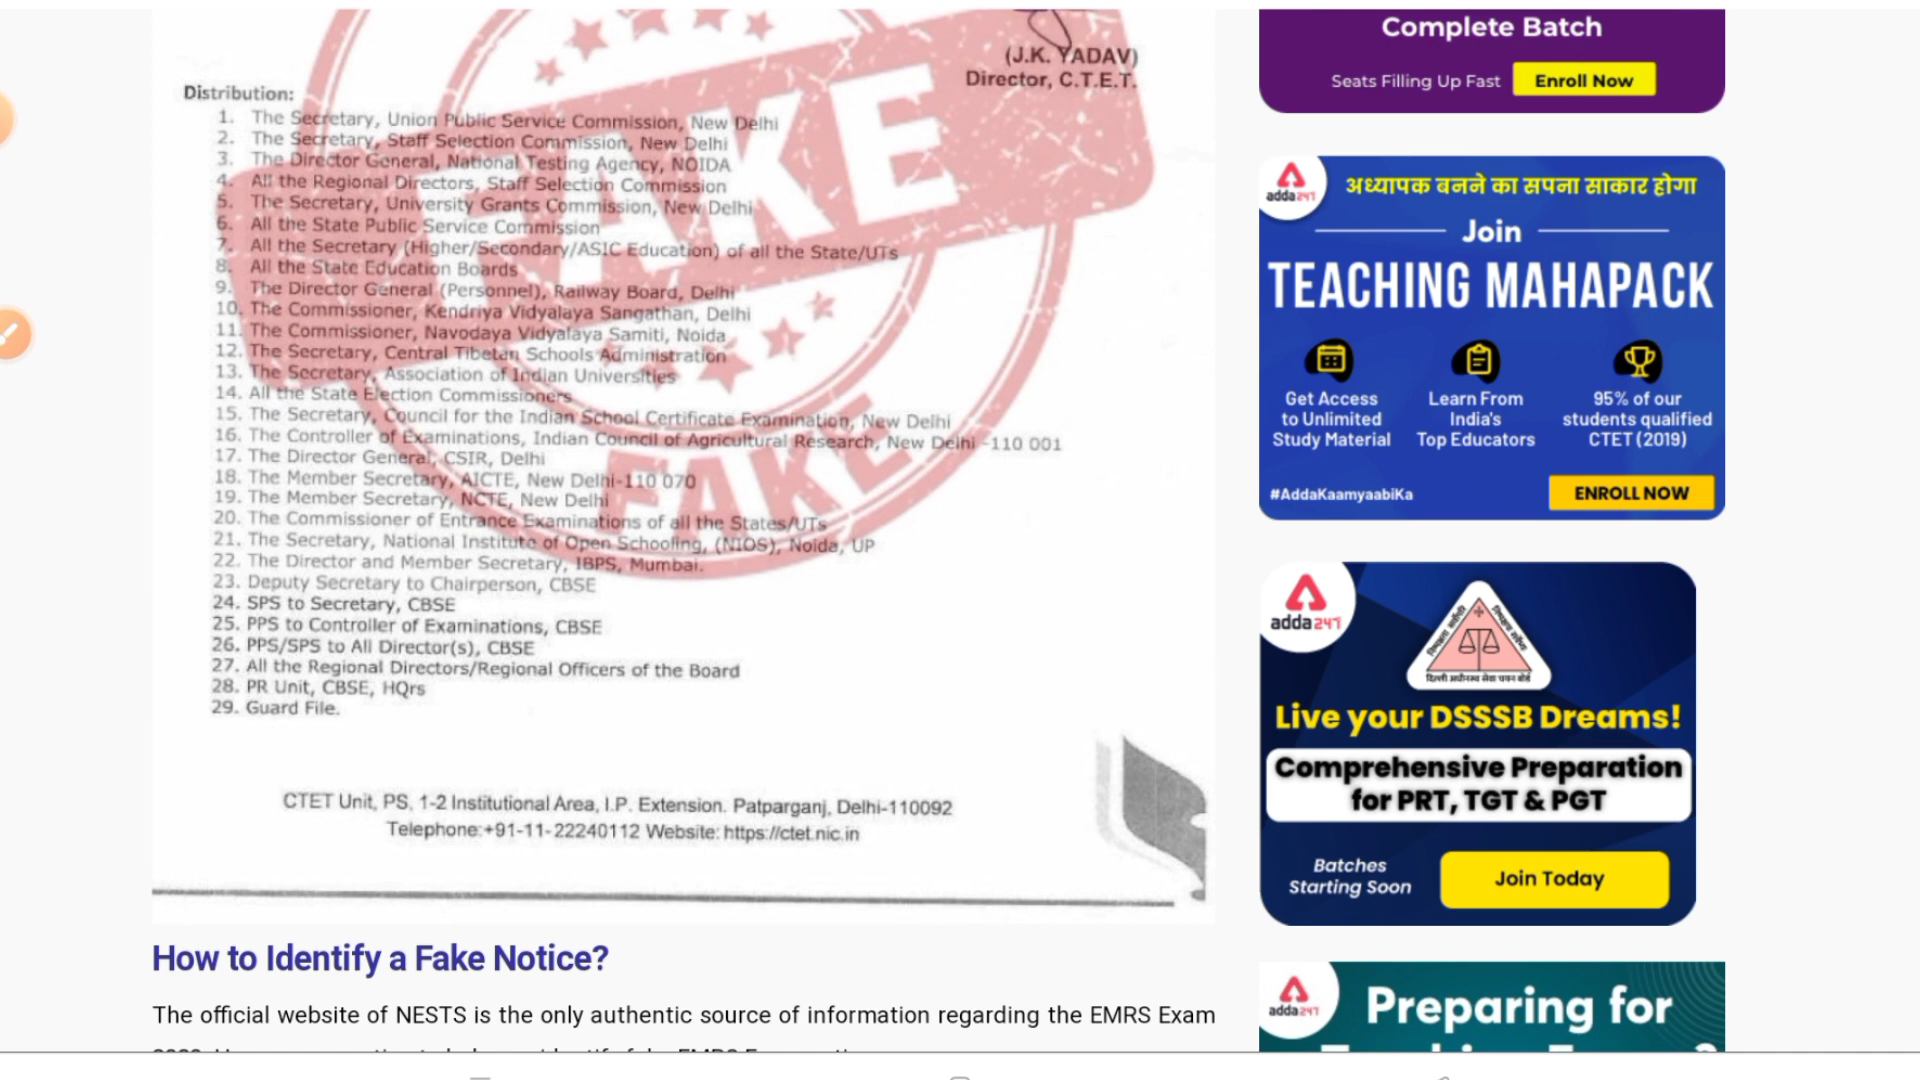 (J.K. YADAV)
Director, C.T.E.T.
Distribution:
1. The Secretary, Union Public Service Commission, New Delhi
2. The Secretary, Staff Selection Commission, New Delhi
3. The Director General, National Testing Agency, NOIDA
4. All the Regional Directors, Staff Selection Commission
5. The Secretary, University Grants Commission, New Delhi
6. All the State Public Service Commission
7. All the Secretary (Higher/Secondary/ASIC Education) of all the State/UTs
8. All the State Education Boards
9. The Director General (Personnel), Railway Board, Delhi
10. The Commissioner, Kendriya Vidyalaya Sangathan, Delhi
11. The Commissioner, Navodaya Vidyalaya Samiti, Noida
12. The Secretary, Central Tibetan Schools Administration
13. The Secretary, Association of Indian Universities
14. All the State Election Commissioners
15. The Secretary, Council for the Indian School Certificate Examination, New Delhi
16. The Controller of Examinations, Indian Council of Agricultural Research, New Delhi -110 001
17. The Director General, CSIR, Delhi
18. The Member Secretary, AICTE, New Delhi-110 070
19. The Member Secretary, NCTE, New Delhi
20. The Commissioner of Entrance Examinations of all the States/UTs
21. The Secretary, National Institute of Open Schooling, (NIOS), Noida, UP
22. The Director and Member Secretary, IBPS, Mumbai.
23. Deputy Secretary to Chairperson, CBSE
24. SPS to Secretary, CBSE
25. PPS to Controller of Examinations, CBSE
26. PPS/SPS to All Director(s), CBSE
27. All the Regional Directors/Regional Officers of the Board
28. PR Unit, CBSE, HQrs
29. Guard File.
FAKE
FAKE
CTET Unit, PS, 1-2 Institutional Area, I.P. Extension. Patparganj, Delhi-110092
Telephone:+91-11-22240112 Website: https://ctet.nic.in
How to Identify a Fake Notice?
The official website of NESTS is the only authentic source of information regarding the EMRS Exam
Complete Batch
Seats Filling Up Fast
Enroll Now
adda247
अध्यापक बनने का सपना साकार होगा
Join
TEACHING MAHAPACK
Get Access
to Unlimited
Study Material
Learn From
India's
Top Educators
95% of our
students qualified
CTET (2019)
#AddaKaamyaabiKa
ENROLL NOW
adda247
Live your DSSSB Dreams!
Comprehensive Preparation
for PRT, TGT & PGT
Batches
Starting Soon
Join Today
adda247
Preparing for